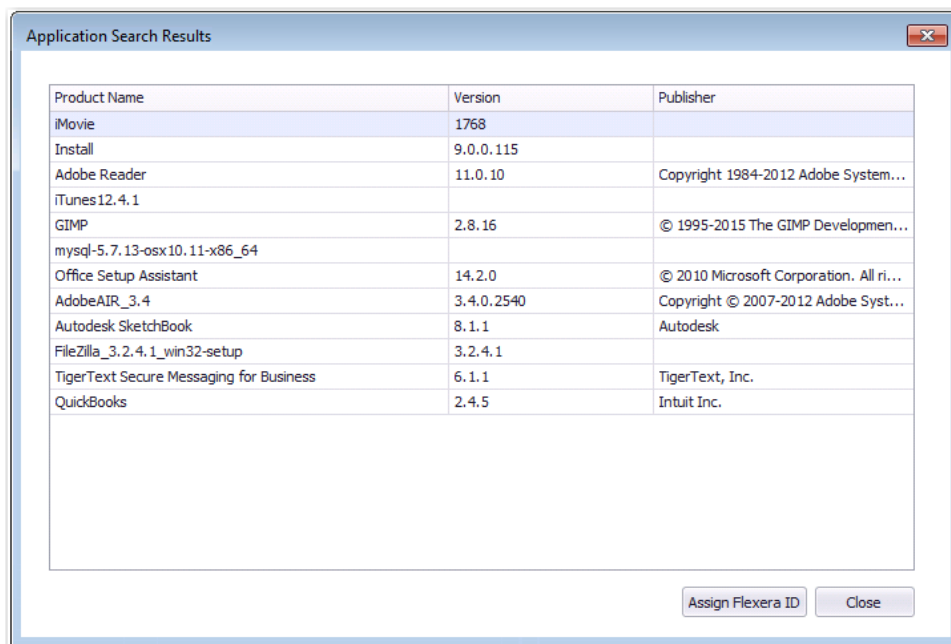 Application Search Results
Product Name Version Publisher
iMovie 1768
Install 9.0.0.115
Adobe Reader 11.0.10 Copyright 1984-2012 Adobe System...
iTunes12.4.1
GIMP 2.8.16 © 1995-2015 The GIMP Developmen...
mysql-5.7.13-osx10.11-x86_64
Office Setup Assistant 14.2.0 © 2010 Microsoft Corporation. All ri...
AdobeAIR_3.4 3.4.0.2540 Copyright © 2007-2012 Adobe Syst...
Autodesk SketchBook 8.1.1 Autodesk
FileZilla_3.2.4.1_win32-setup 3.2.4.1
TigerText Secure Messaging for Business 6.1.1 TigerText, Inc.
QuickBooks 2.4.5 Intuit Inc.
Assign Flexera ID Close